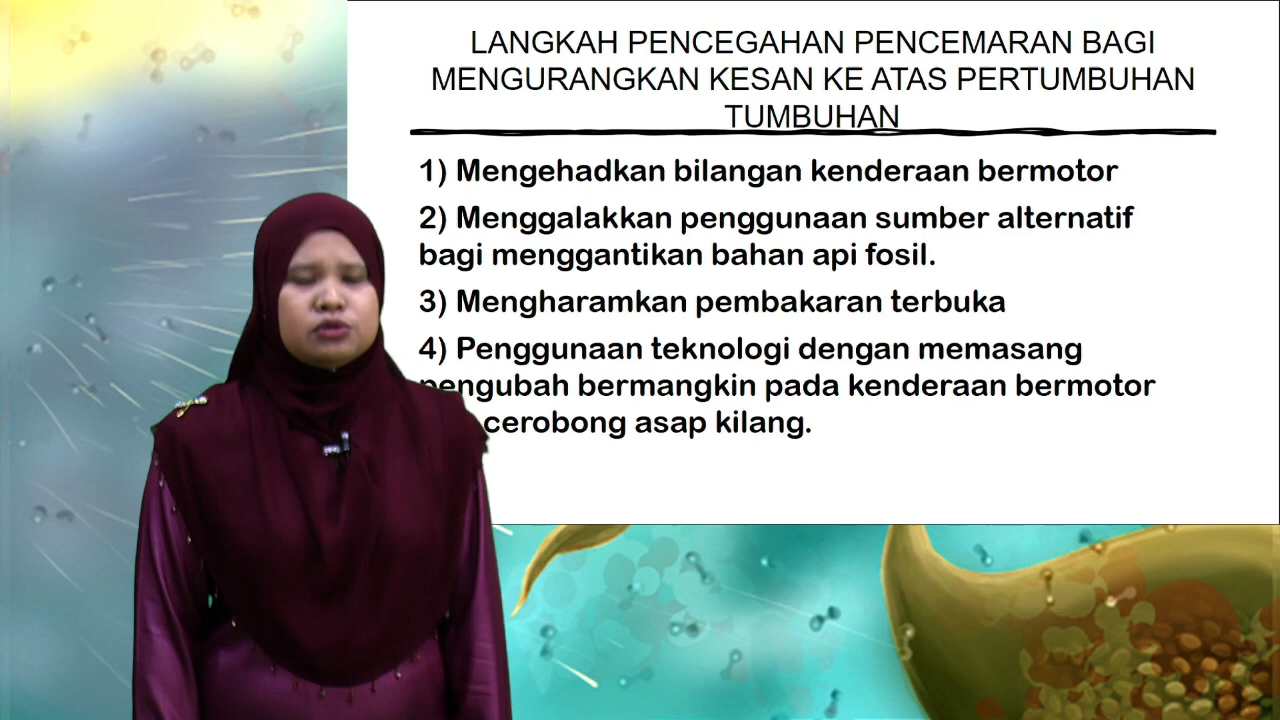 LANGKAH PENCEGAHAN PENCEMARAN BAGI
MENGURANGKAN KESAN KE ATAS PERTUMBUHAN
TUMBUHAN
1) Mengehadkan bilangan kenderaan bermotor
2) Menggalakkan penggunaan sumber alternatif
bagi menggantikan bahan api fosil.
3) Mengharamkan pembakaran terbuka
4) Penggunaan teknologi dengan memasang
pengubah bermangkin pada kenderaan bermotor
cerobong asap kilang.